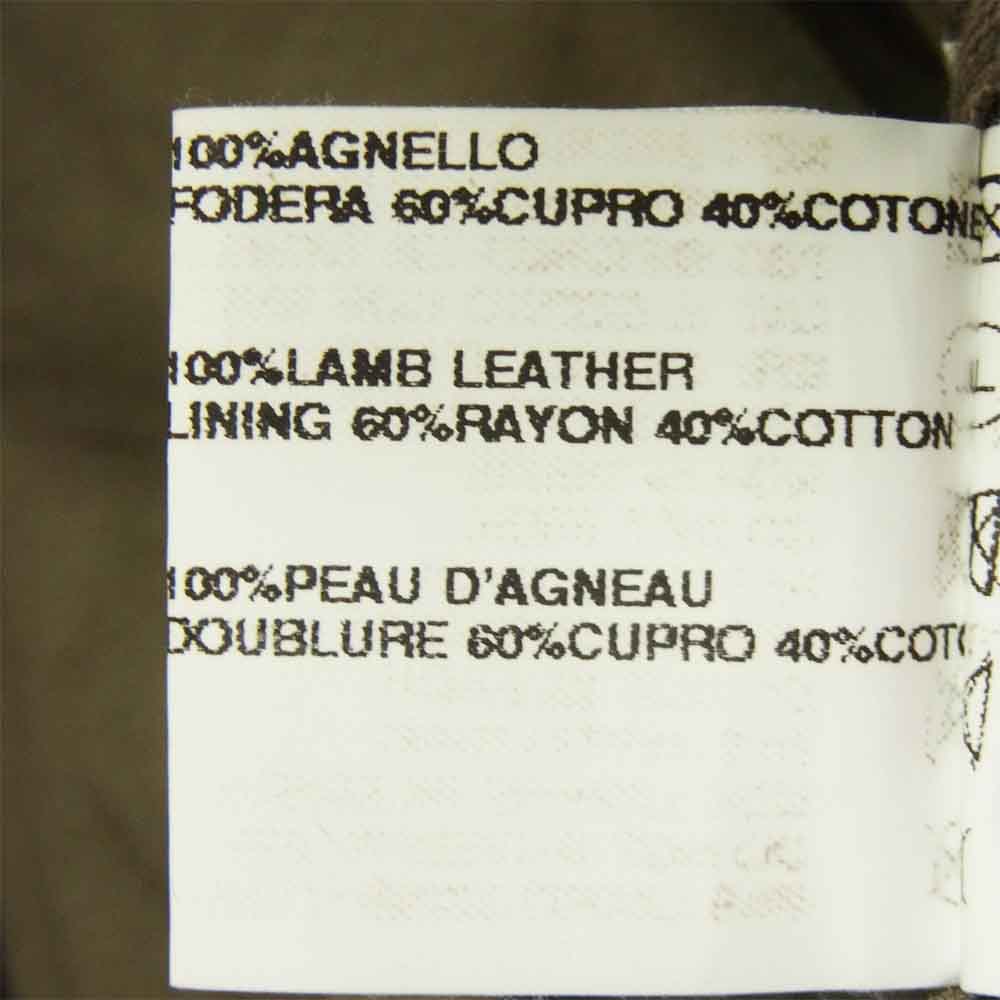 100%AGNELLO
FODERA 60%CUPRO 40%COTONE
100%LAMB LEATHER
LINING 60%RAYON 40%COTTON
100%PEAU D'AGNEAU
DOUBLURE 60%CUPRO 40%COT